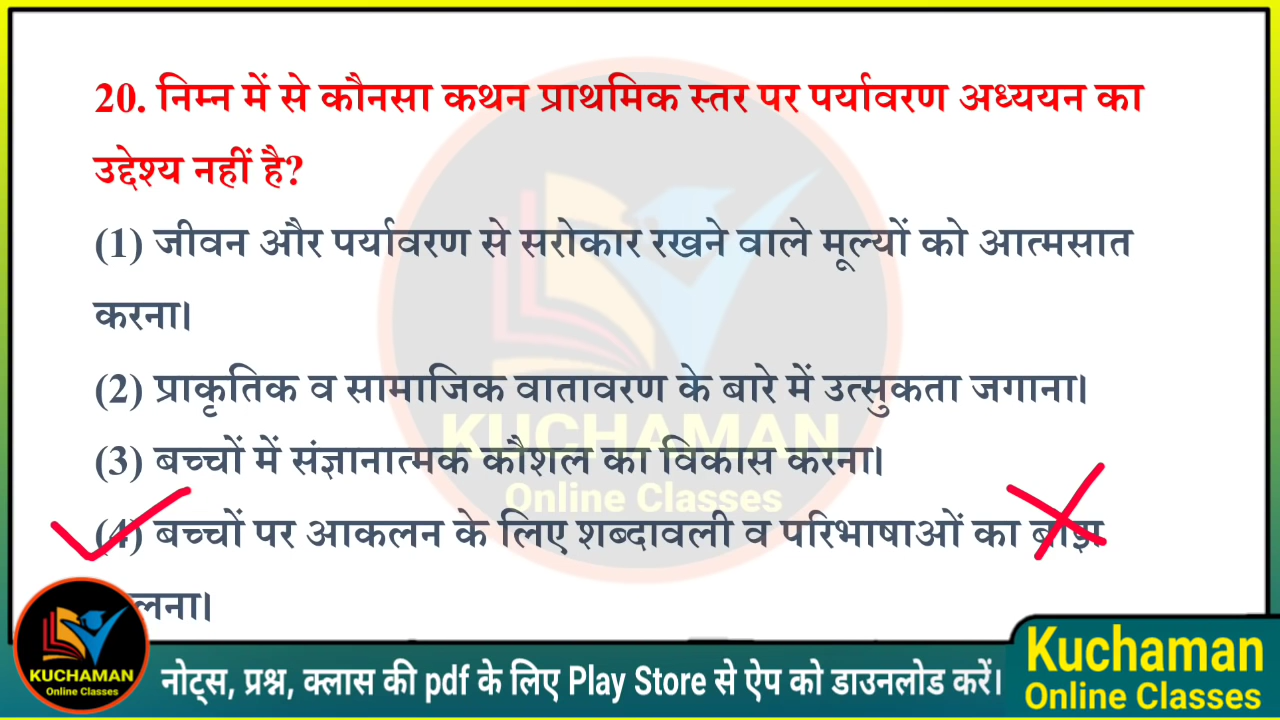 20. निम्न में से कौनसा कथन प्राथमिक स्तर पर पर्यावरण अध्ययन का
उद्देश्य नहीं है?
(1) जीवन और पर्यावरण से सरोकार रखने वाले मूल्यों को आत्मसात
करना।
(2) प्राकृतिक व सामाजिक वातावरण के बारे में उत्सुकता जगाना।
(3) बच्चों में संज्ञानात्मक कौशल का विकास करना।
(4) बच्चों पर आकलन के लिए शब्दावली व परिभाषाओं का बोझ
लना।
KUCHAMAN
Online Classes
KUCHAMAN
Online Classes
नोट्स, प्रश्न, क्लास की pdf के लिए Play Store से ऐप को डाउनलोड करें।
Kuchaman
Online Classes